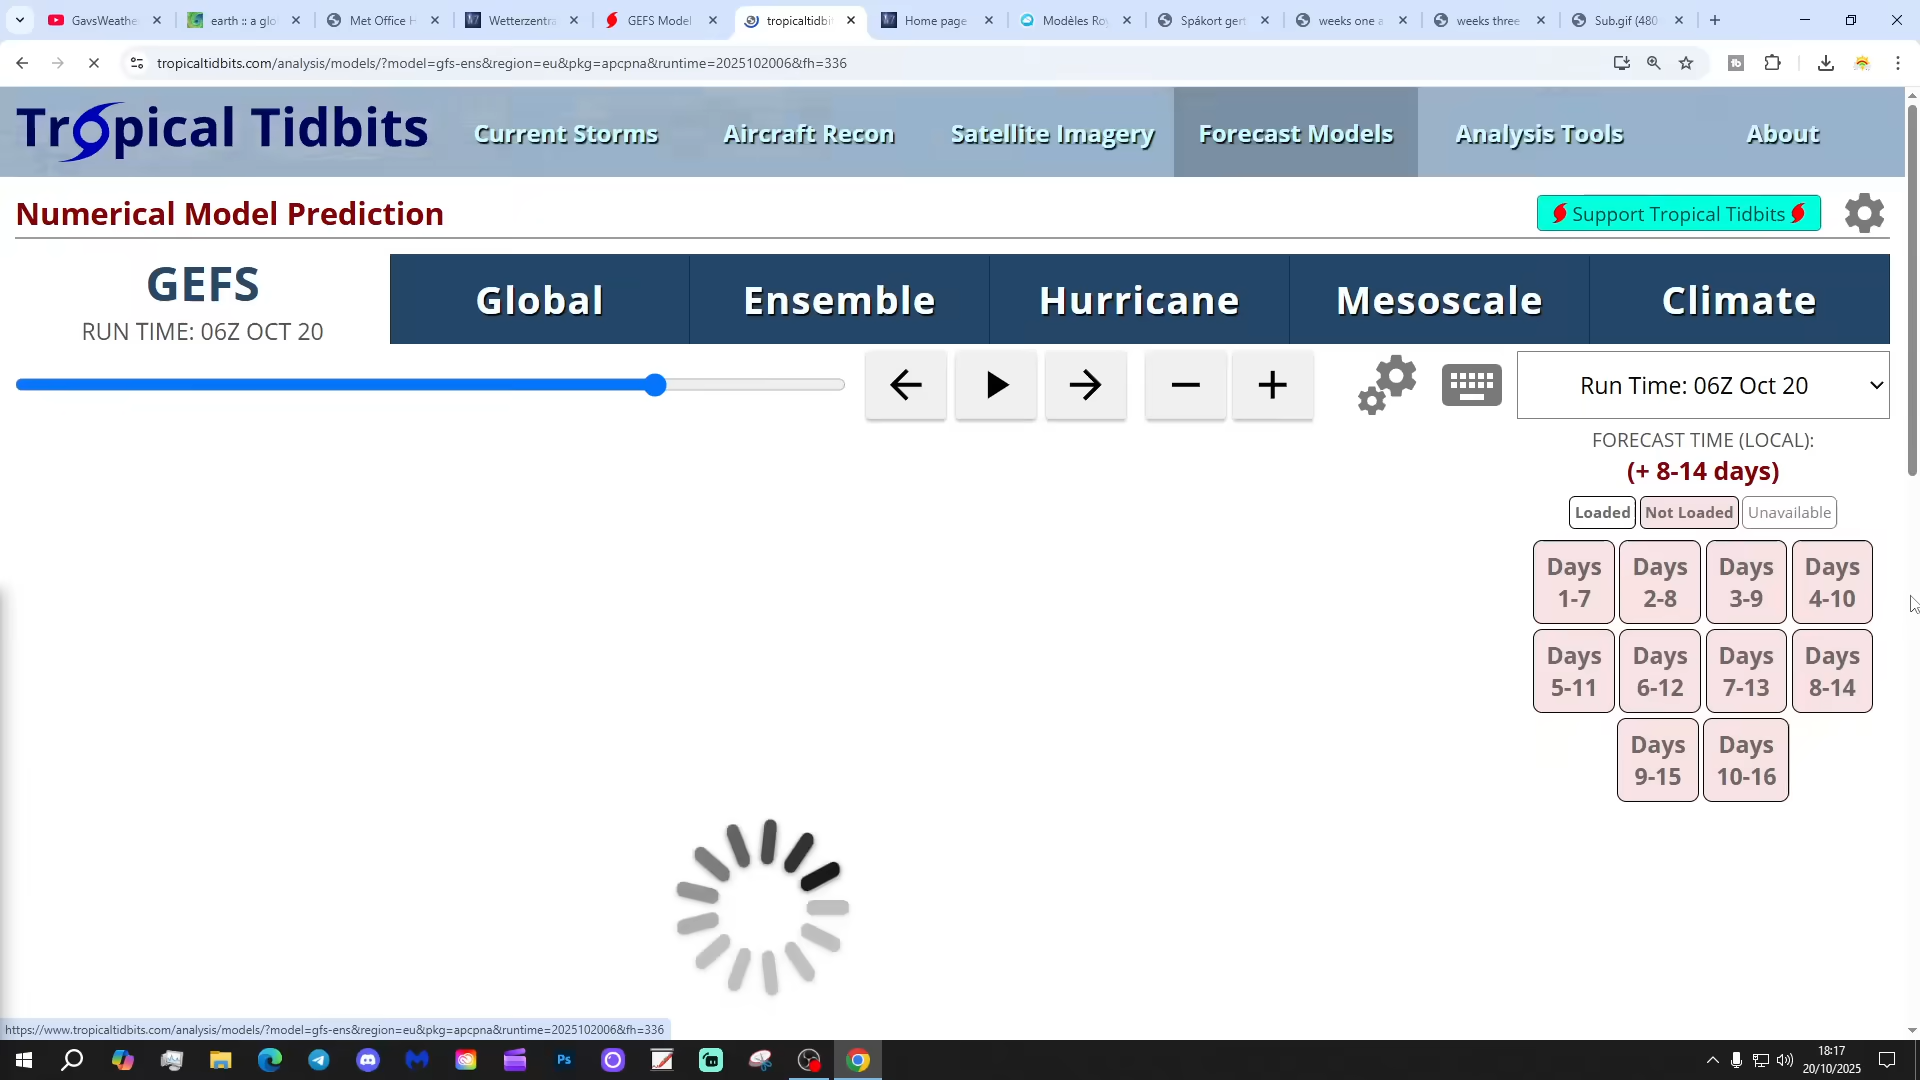 GavsWeathe
earth :: a glo
Met Office H
Wetterzentra
GEFS Model
tropicaltidbi
Home page
Modèles Ro
Spákort ger
weeks one a
weeks three
Sub.gif (480
tropicaltidbits.com/analysis/models/?model=gfs-ens&region=eu&pkg=apcpna&runtime=2025102006&fh=336
Tropical Tidbits
Current Storms
Aircraft Recon
Satellite Imagery
Forecast Models
Analysis Tools
About
Numerical Model Prediction
Support Tropical Tidbits
GEFS
RUN TIME: 06Z OCT 20
Global
Ensemble
Hurricane
Mesoscale
Climate
Run Time: 06Z Oct 20
FORECAST TIME (LOCAL):
(+ 8-14 days)
Loaded
Not Loaded
Unavailable
Days
1-7
Days
2-8
Days
3-9
Days
4-10
Days
5-11
Days
6-12
Days
7-13
Days
8-14
Days
9-15
Days
10-16
https://www.tropicaltidbits.com/analysis/models/?model=gfs-ens&region=eu&pkg=apcpna&runtime=2025102006&fh=336
Ps
18:17
20/10/2025